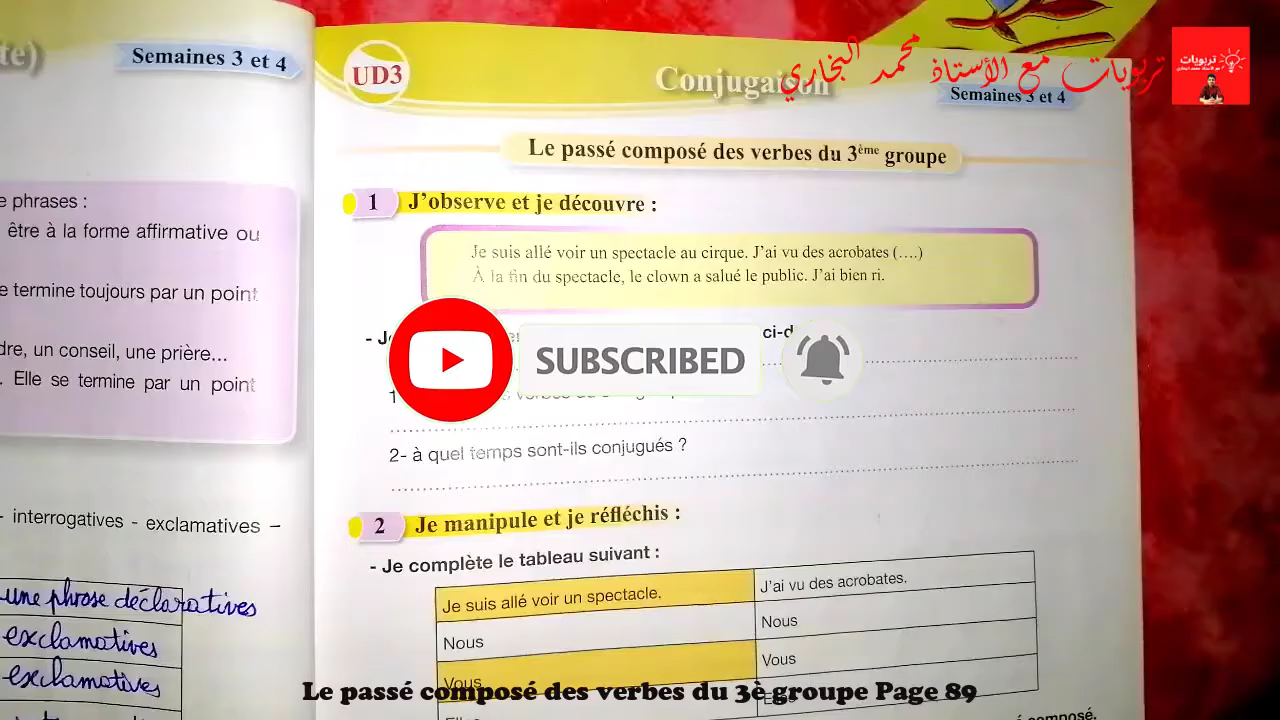 te)
Semaines 3 et 4
e phrases :
être à la forme affirmative ou
e termine toujours par un point
dre, un conseil, une prière...
. Elle se termine par un point
- interrogatives - exclamatives –
une phrase déclaratives
exclamatives
exclamatives
UD3
Conjugaison
Semaines 3 et 4
تربويات مع الأستاذ محمد البخاري
تربويات
Le passé composé des verbes du 3ème groupe
1 J'observe et je découvre :
Je suis allé voir un spectacle au cirque. J'ai vu des acrobates (....)
À la fin du spectacle, le clown a salué le public. J'ai bien ri.
ci-d
SUBSCRIBED
2- à quel temps sont-ils conjugués ?
2 Je manipule et je réfléchis :
- Je complète le tableau suivant :
Je suis allé voir un spectacle. J'ai vu des acrobates.
Nous Nous
Vous Vous
Le passé composé des verbes du 3è groupe Page 89
composé.